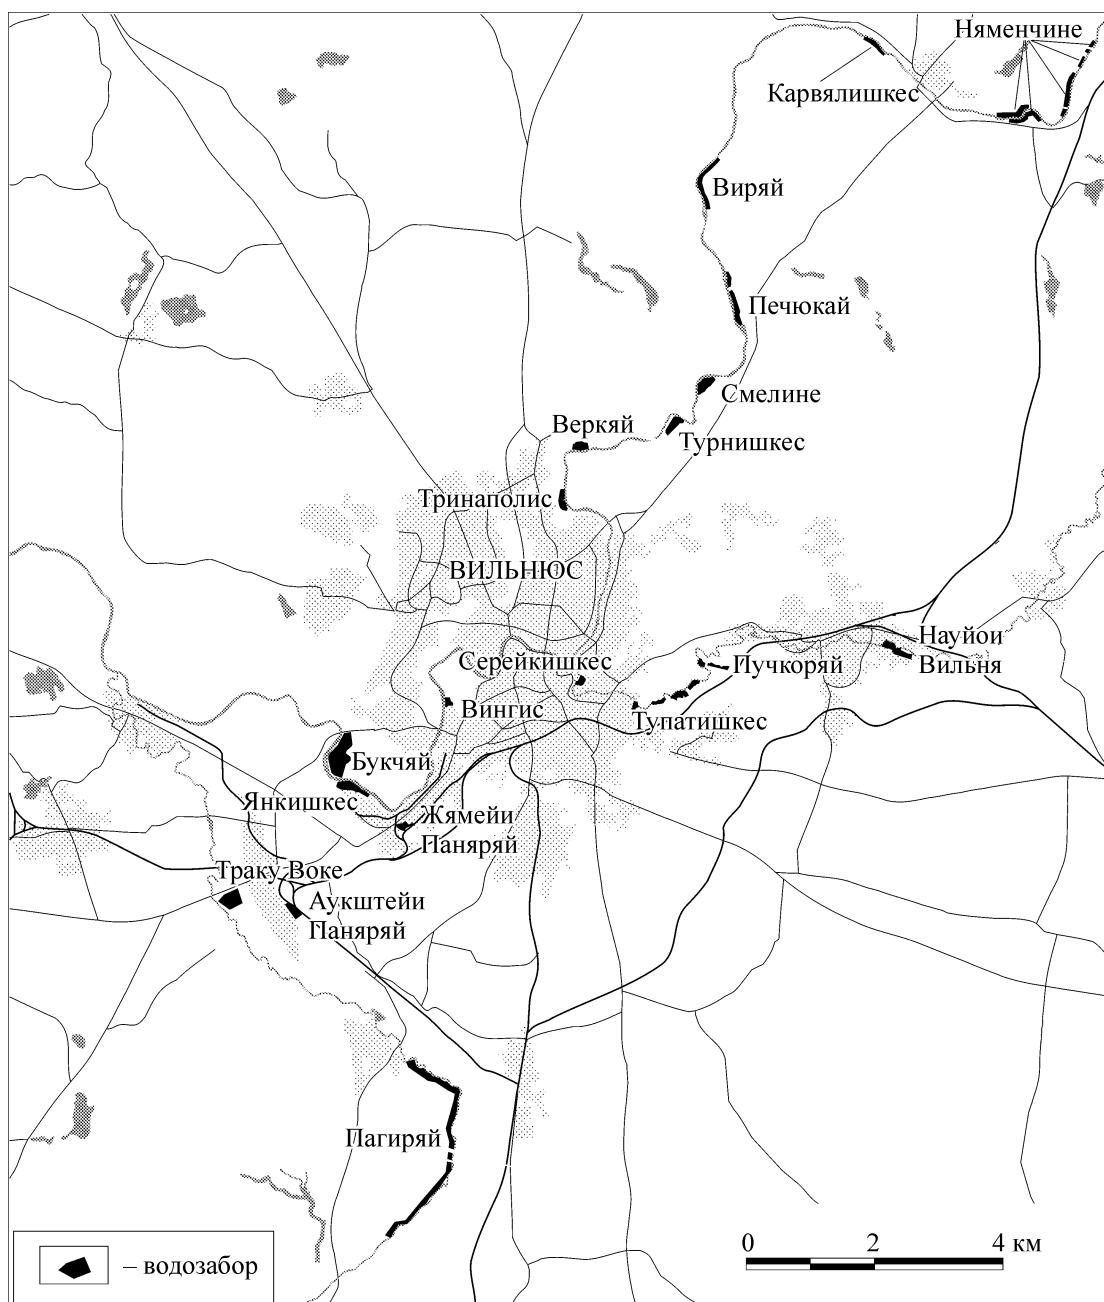 Няменчине
Карвялишкес
Виряй
Печюкай
Смелине
Веркяй
Турнишкес
Тринаполис
ВИЛЬНЮС
Науйои
Вильня
Серейкишкес
Пучкоряй
Вингис
Тупатишкес
Букчяй
Янкишкес
Жямейи
Паняряй
Траку Воке
Аукштейи
Паняряй
Пагиряй
– водозабор
0 2 4 км